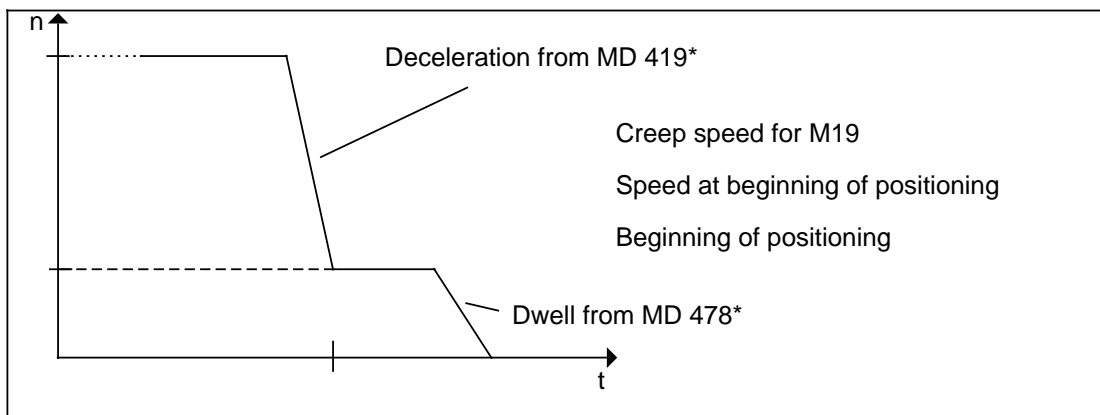 n
Deceleration from MD 419*
Creep speed for M19
Speed at beginning of positioning
Beginning of positioning
Dwell from MD 478*
t